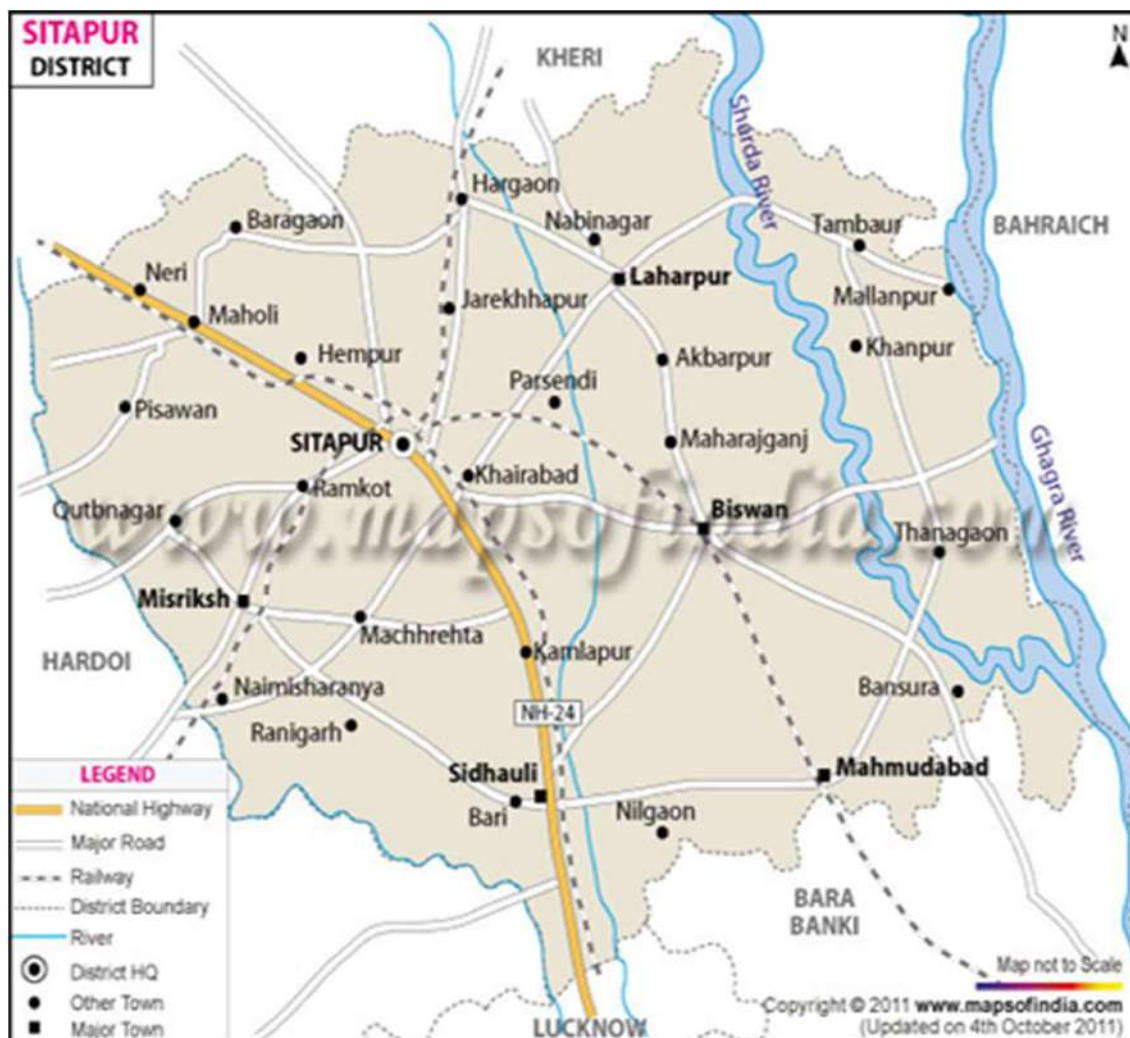 SITAPUR
DISTRICT
KHERI
N
Sharda River
Hargaon
Baragaon
Nabinagar
Tambaur
BAHRAICH
Neri
Laharpur
Mallanpur
Maholi
Jarekhhapur
Hempur
Akbarpur
Khanpur
Parsendi
Pisawan
SITAPUR
Maharajganj
Ghagra River
Khairabad
Ramkot
Qutbnagar
Biswan
www.mapsofindia.com
Thanagaon
Misriksh
Machhrehta
HARDOI
Kamlapur
Naimisharanya
Bansura
NH-24
Ranigarh
Sidhauli
Mahmudabad
Bari
Nilgaon
LEGEND
National Highway
Major Road
Railway
District Boundary
River
District HQ
Other Town
Major Town
BARA
BANKI
LUCKNOW
Map not to Scale
Copyright © 2011 www.mapsofindia.com
(Updated on 4th October 2011)